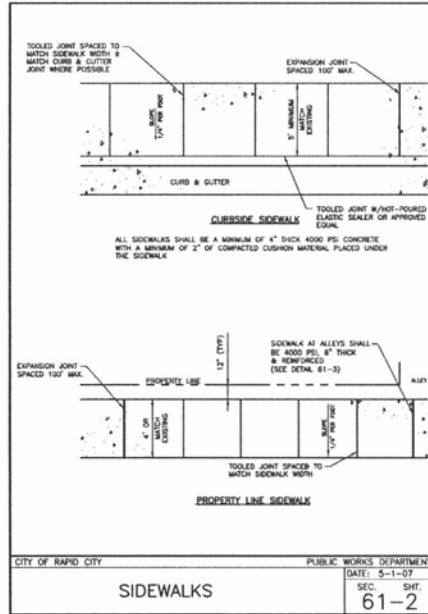 TOOLED JOINT SPACED TO
MATCH SIDEWALK WIDTH &
MATCH CURB & GUTTER
JOINT WHERE POSSIBLE
EXPANSION JOINT
SPACED 100' MAX.
SLOPE
1/4" PER FOOT
5' MINIMUM
MATCH
EXISTING
CURB & GUTTER
TOOLED JOINT W/HOT-POURED
ELASTIC SEALER OR APPROVED
EQUAL
CURBSIDE SIDEWALK
ALL SIDEWALKS SHALL BE A MINIMUM OF 4" THICK 4000 PSI CONCRETE
WITH A MINIMUM OF 2" OF COMPACTED CUSHION MATERIAL PLACED UNDER
THE SIDEWALK
12" (TYP)
SIDEWALK AT ALLEYS SHALL
BE 4000 PSI, 6" THICK
& REINFORCED
(SEE DETAIL 61-3)
EXPANSION JOINT
SPACED 100' MAX.
PROPERTY LINE
ALLEY
4' OR
MATCH
EXISTING
SLOPE
1/4" PER FOOT
TOOLED JOINT SPACED TO
MATCH SIDEWALK WIDTH
PROPERTY LINE SIDEWALK
CITY OF RAPID CITY
PUBLIC WORKS DEPARTMENT
SIDEWALKS
DATE: 5-1-07
SEC. SHT.
61-2